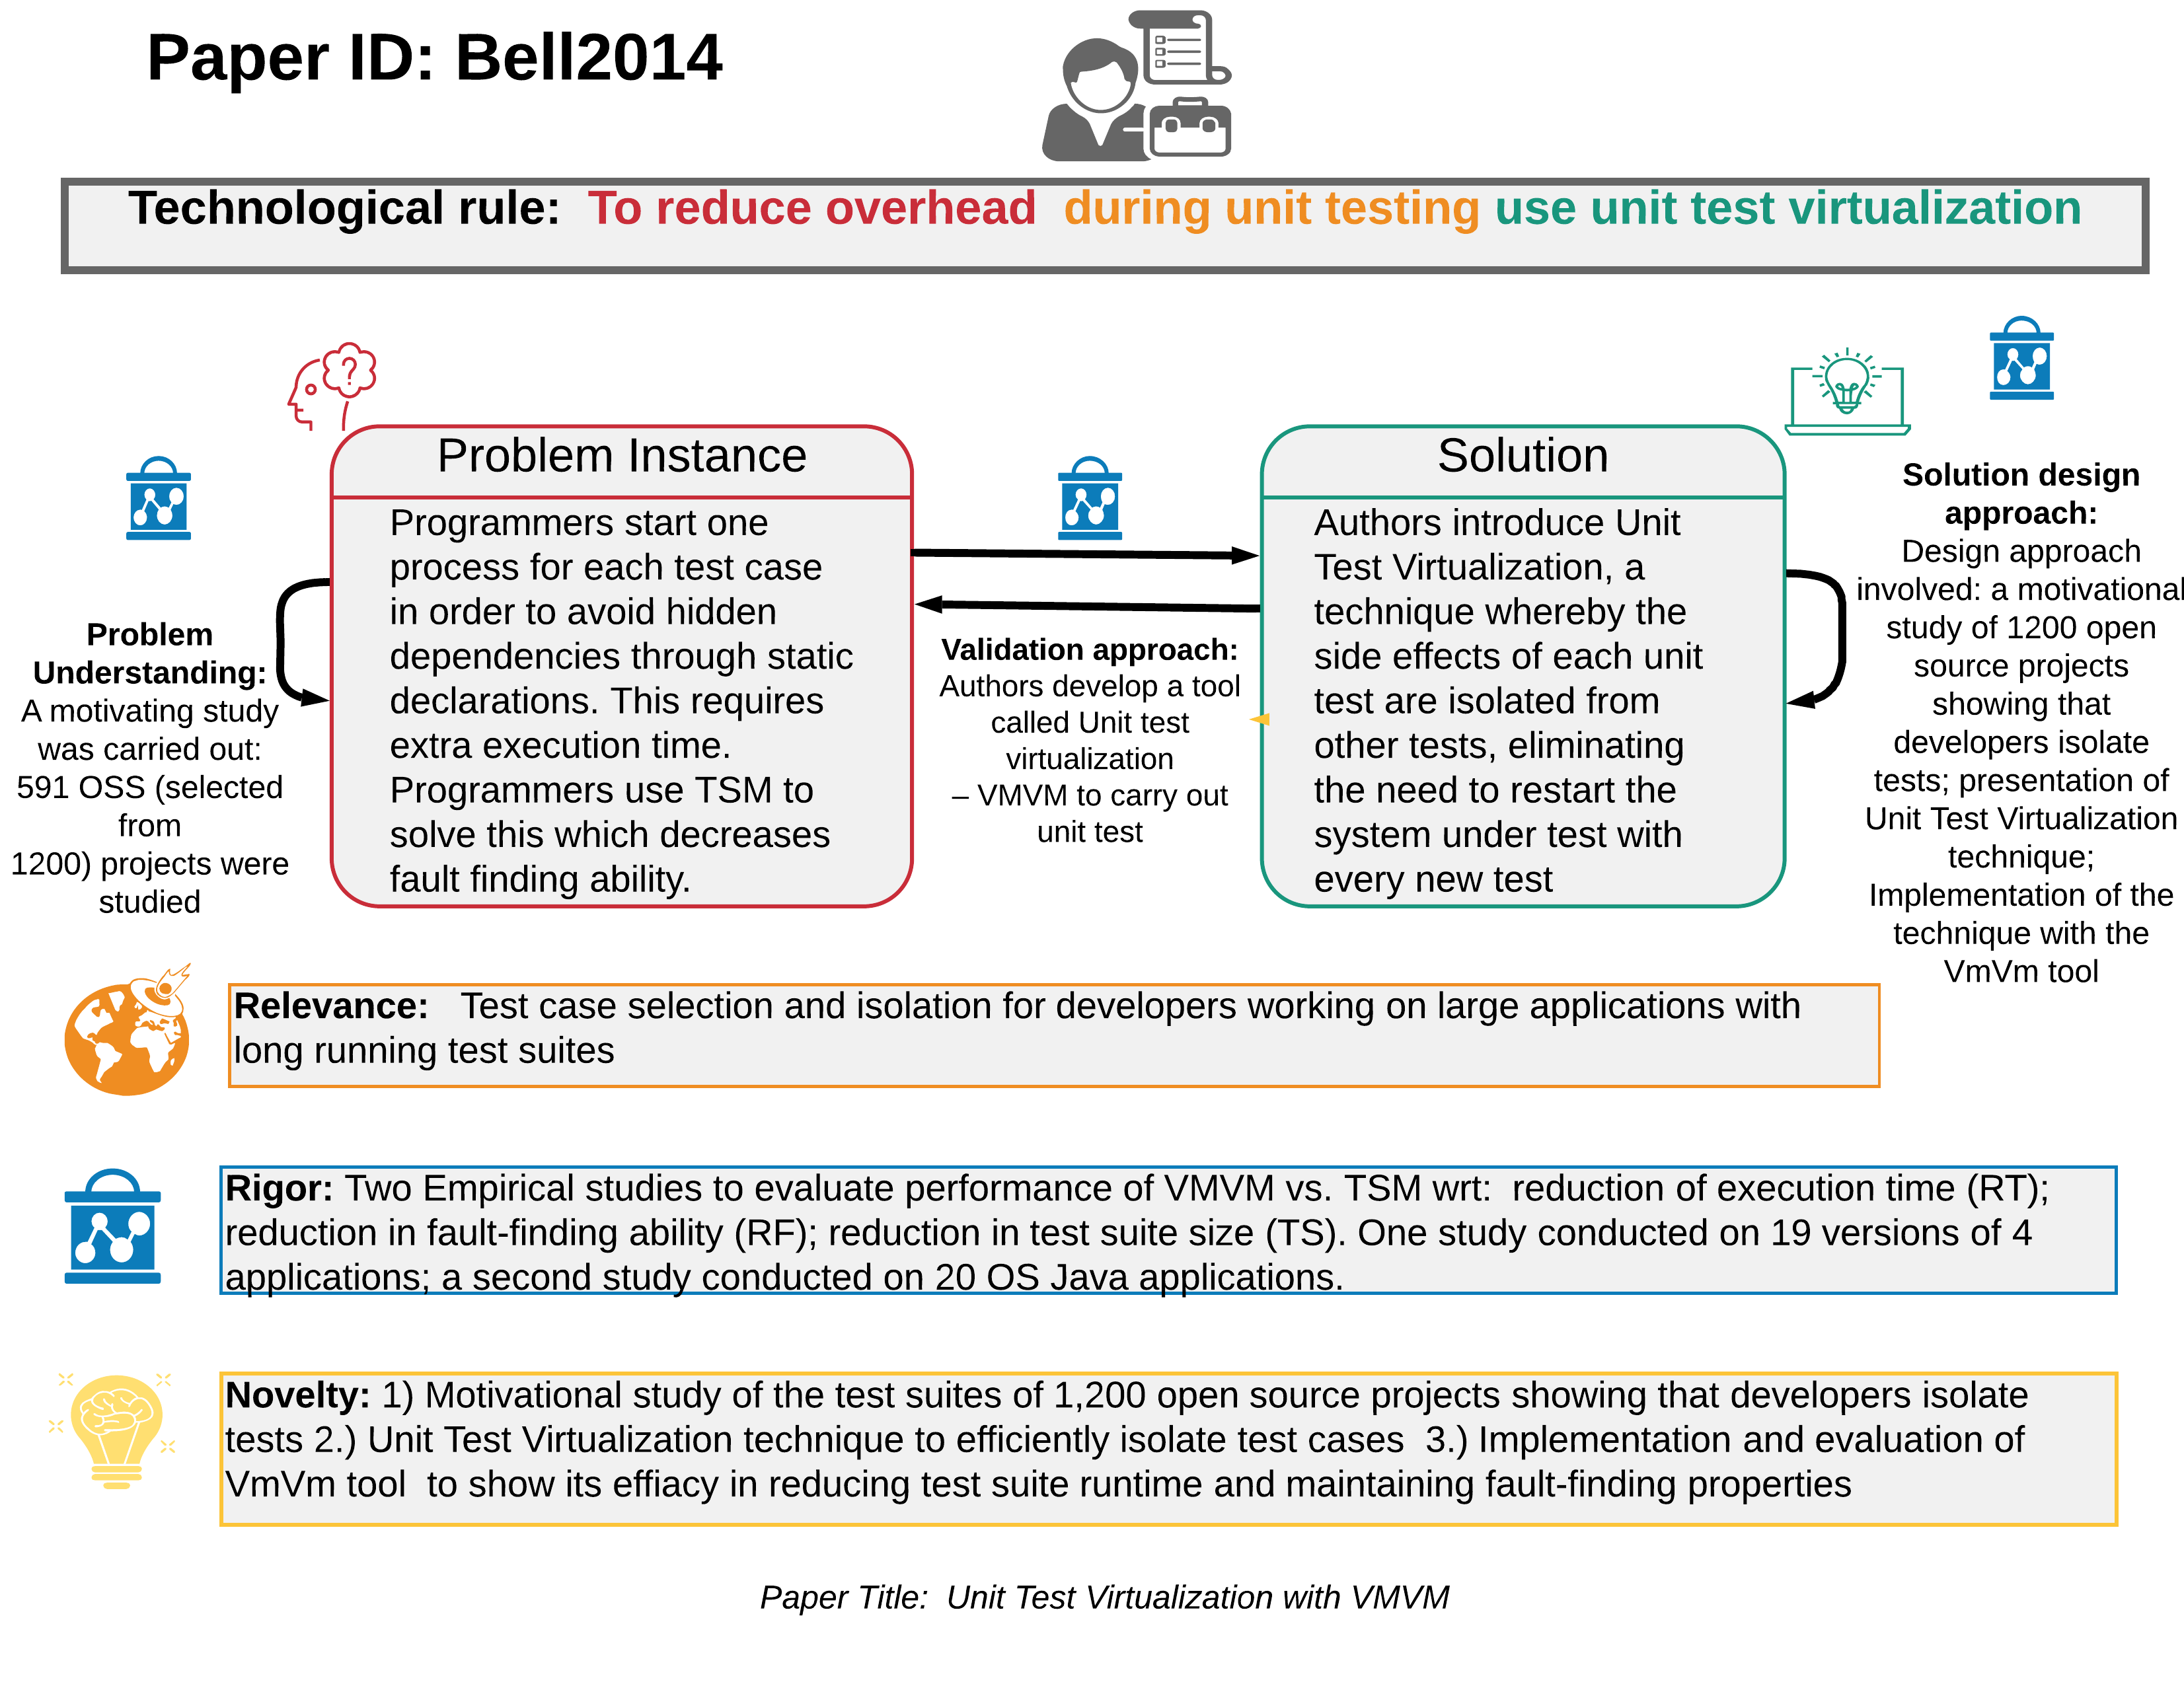 Paper ID: Bell2014
Technological rule: To reduce overhead during unit testing use unit test virtualization
Problem
Understanding:
A motivating study
was carried out:
591 OSS (selected
from
1200) projects were
studied
Problem Instance
Programmers start one
process for each test case
in order to avoid hidden
dependencies through static
declarations. This requires
extra execution time.
Programmers use TSM to
solve this which decreases
fault finding ability.
Validation approach:
Authors develop a tool
called Unit test
virtualization
– VMVM to carry out
unit test
Solution
Authors introduce Unit
Test Virtualization, a
technique whereby the
side effects of each unit
test are isolated from
other tests, eliminating
the need to restart the
system under test with
every new test
Solution design
approach:
Design approach
involved: a motivational
study of 1200 open
source projects
showing that
developers isolate
tests; presentation of
Unit Test Virtualization
technique;
Implementation of the
technique with the
VmVm tool
Relevance: Test case selection and isolation for developers working on large applications with
long running test suites
Rigor: Two Empirical studies to evaluate performance of VMVM vs. TSM wrt: reduction of execution time (RT);
reduction in fault-finding ability (RF); reduction in test suite size (TS). One study conducted on 19 versions of 4
applications; a second study conducted on 20 OS Java applications.
Novelty: 1) Motivational study of the test suites of 1,200 open source projects showing that developers isolate
tests 2.) Unit Test Virtualization technique to efficiently isolate test cases 3.) Implementation and evaluation of
VmVm tool to show its effiacy in reducing test suite runtime and maintaining fault-finding properties
Paper Title: Unit Test Virtualization with VMVM